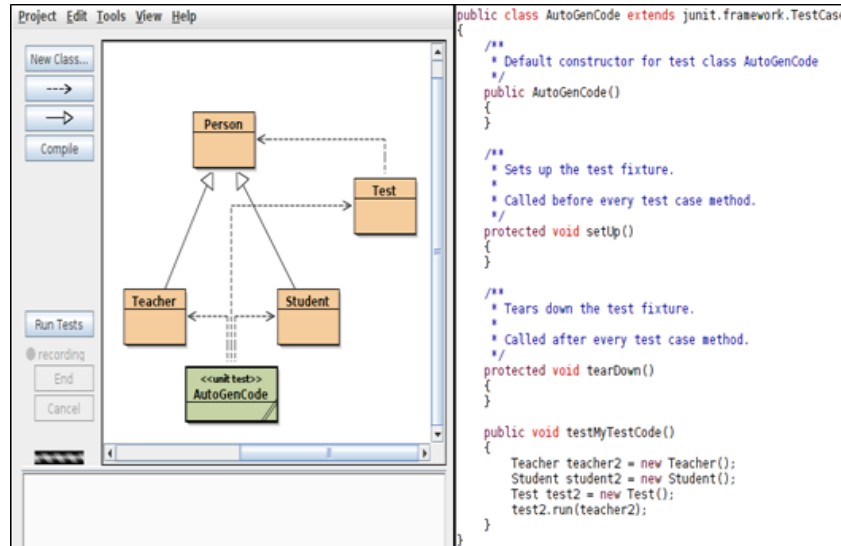 Project Edit Tools View Help
New Class...
Compile
Run Tests
recording
End
Cancel
Person
Test
Teacher
Student
<<unit test>>
AutoGenCode
public class AutoGenCode extends junit.framework.TestCase
{
/**
* Default constructor for test class AutoGenCode
*/
public AutoGenCode()
{
}
/**
* Sets up the test fixture.
*
* Called before every test case method.
*/
protected void setUp()
{
}
/**
* Tears down the test fixture.
*
* Called after every test case method.
*/
protected void tearDown()
{
}
public void testMyTestCode()
{
Teacher teacher2 = new Teacher();
Student student2 = new Student();
Test test2 = new Test();
test2.run(teacher2);
}
}